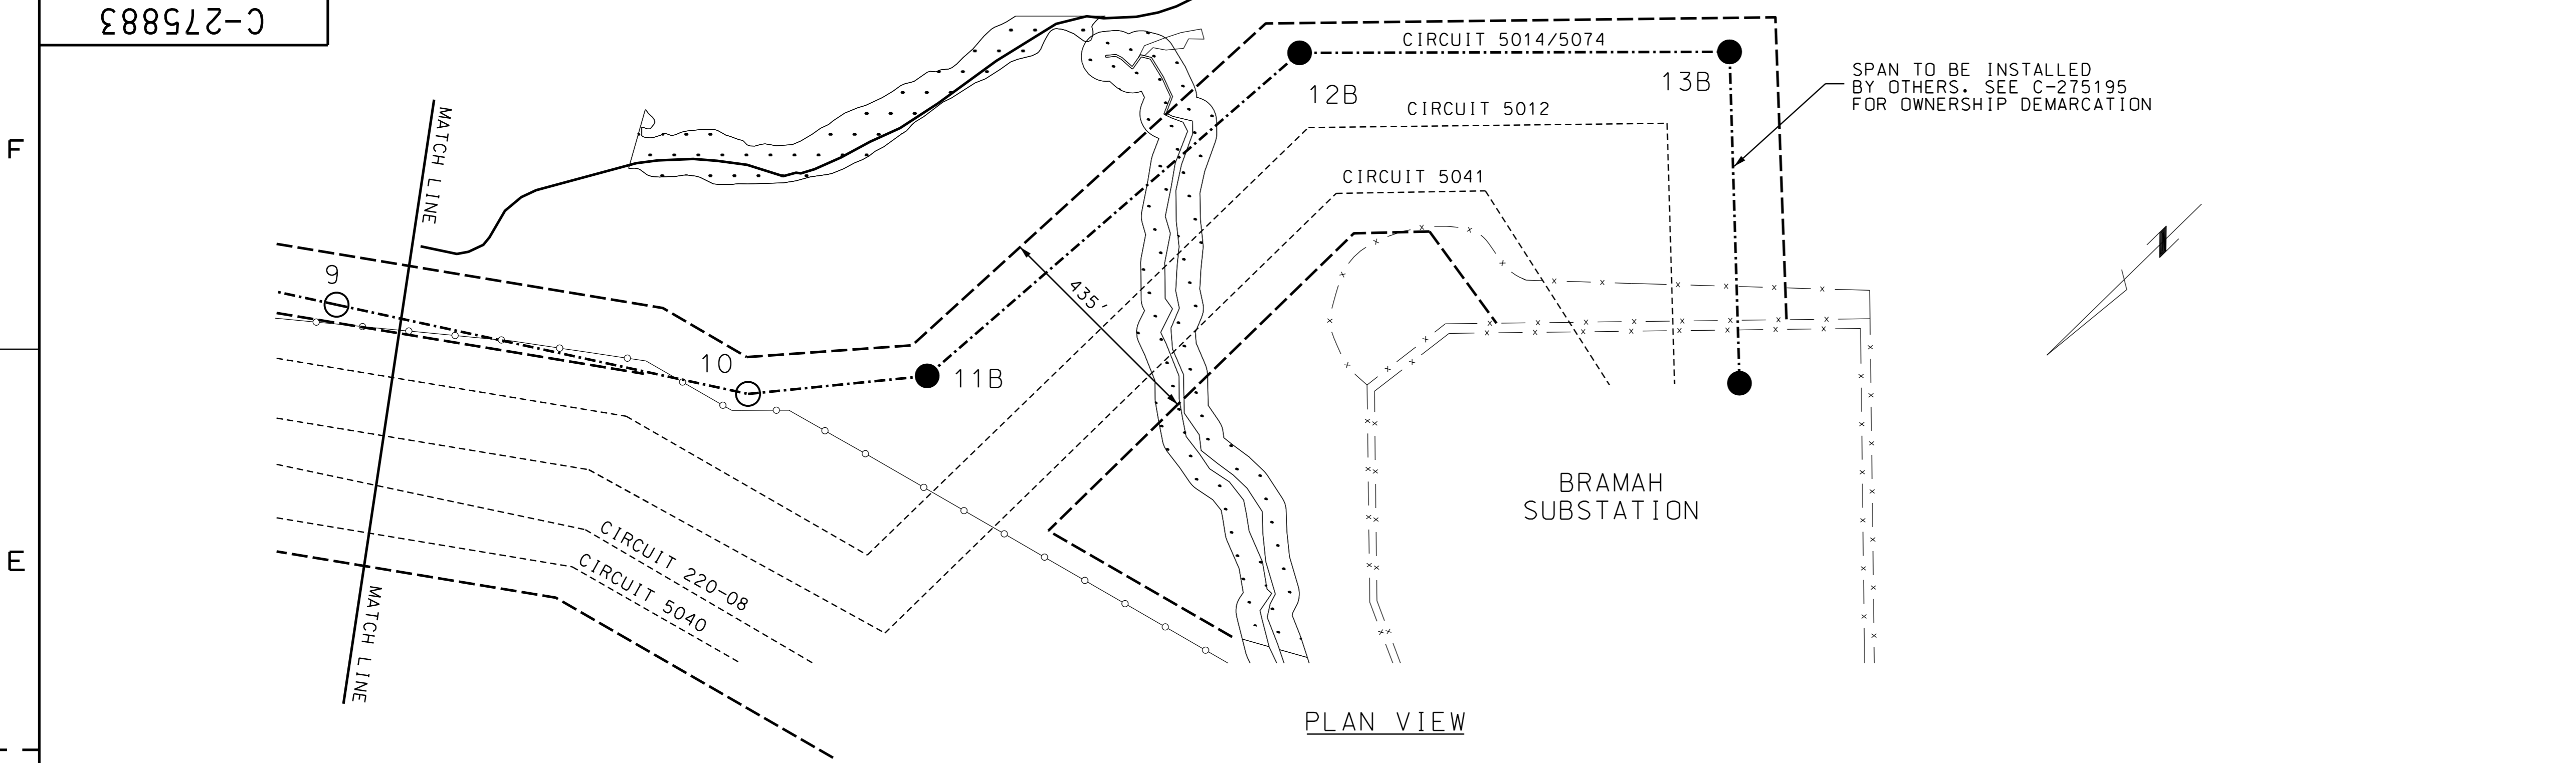 C-275883
F
E
MATCH LINE
MATCH LINE
9
10
11B
12B
13B
CIRCUIT 5014/5074
CIRCUIT 5012
CIRCUIT 5041
435'
CIRCUIT 220-08
CIRCUIT 5040
SPAN TO BE INSTALLED
BY OTHERS. SEE C-275195
FOR OWNERSHIP DEMARCATION
BRAMAH
SUBSTATION
PLAN VIEW